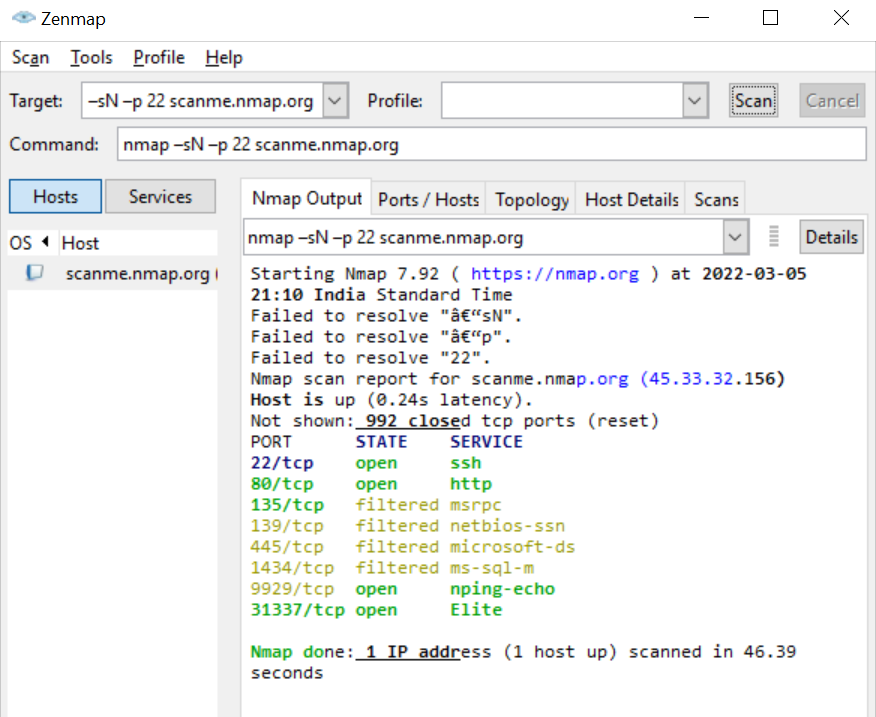 Zenmap
Scan Tools Profile Help
Target: –sN –p 22 scanme.nmap.org Profile: Scan Cancel
Command: nmap –sN –p 22 scanme.nmap.org
Hosts Services
OS Host
scanme.nmap.org (
Nmap Output Ports / Hosts Topology Host Details Scans
nmap –sN –p 22 scanme.nmap.org Details
Starting Nmap 7.92 ( https://nmap.org ) at 2022-03-05
21:10 India Standard Time
Failed to resolve "â€“sN".
Failed to resolve "â€“p".
Failed to resolve "22".
Nmap scan report for scanme.nmap.org (45.33.32.156)
Host is up (0.24s latency).
Not shown: 992 closed tcp ports (reset)
PORT STATE SERVICE
22/tcp open ssh
80/tcp open http
135/tcp filtered msrpc
139/tcp filtered netbios-ssn
445/tcp filtered microsoft-ds
1434/tcp filtered ms-sql-m
9929/tcp open nping-echo
31337/tcp open Elite
Nmap done: 1 IP address (1 host up) scanned in 46.39
seconds